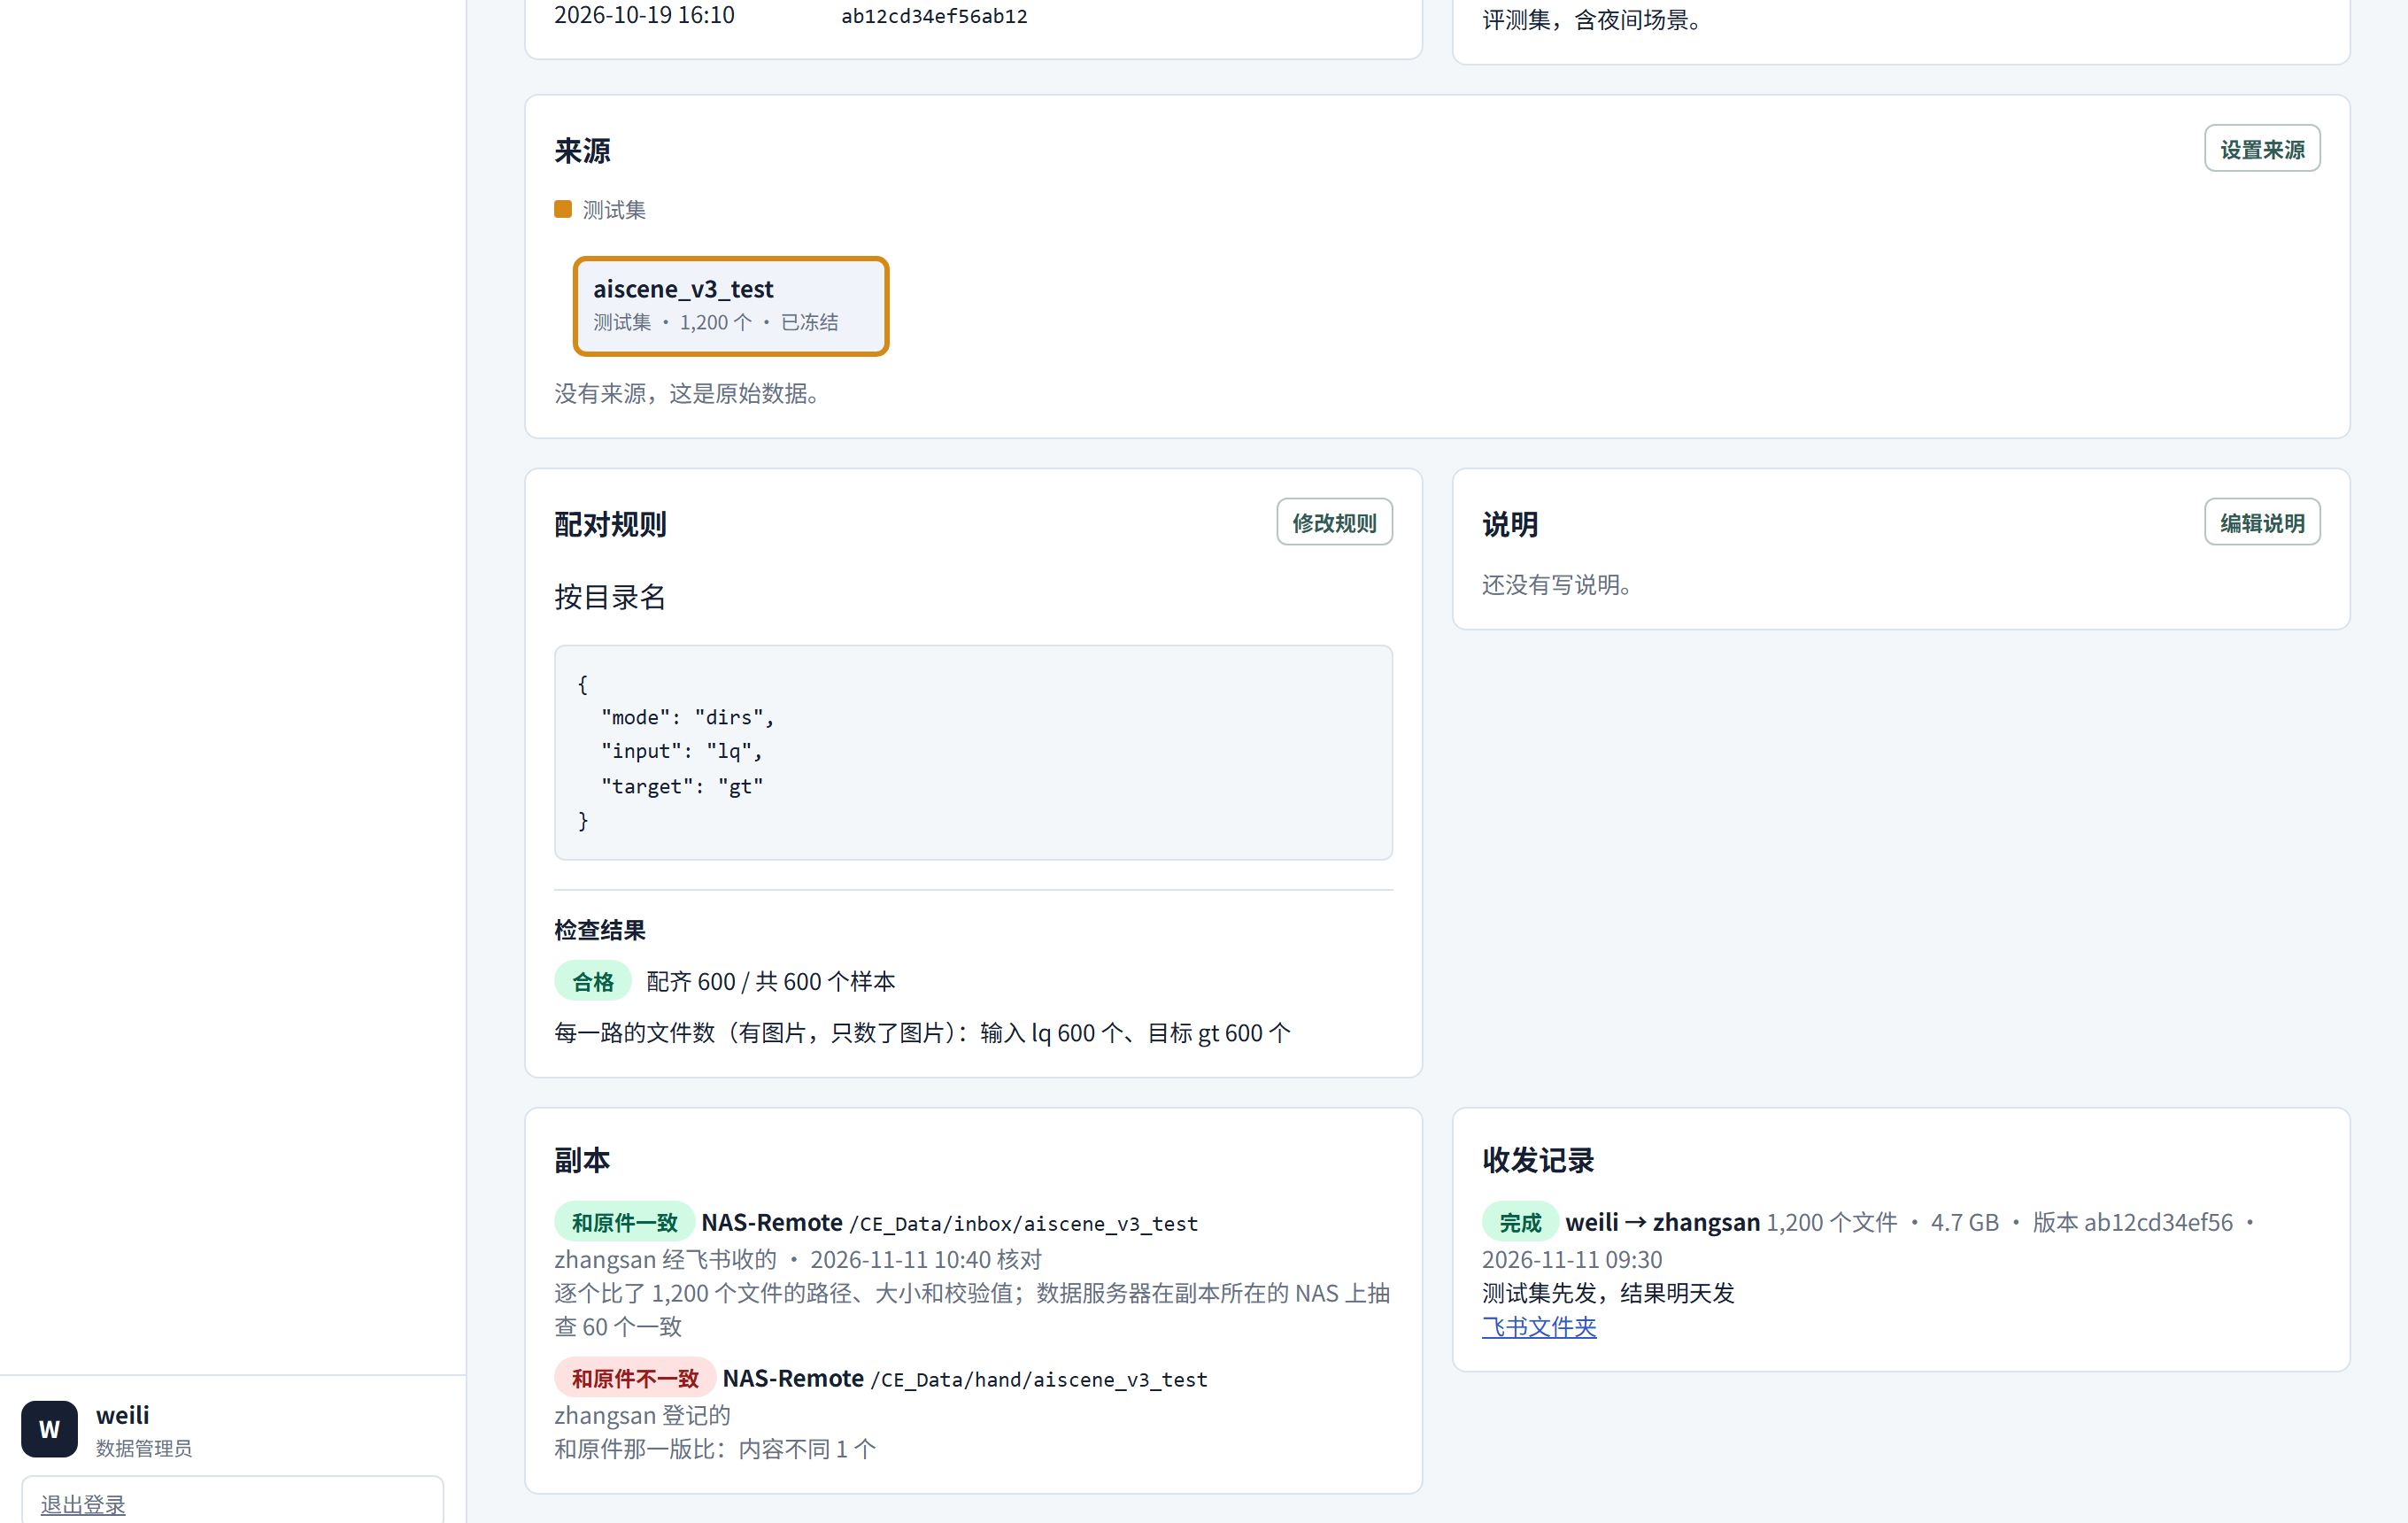 2026-10-19 16:10 ab12cd34ef56ab12
评测集，含夜间场景。
来源
设置来源
测试集
aiscene_v3_test
测试集 · 1,200 个 · 已冻结
没有来源，这是原始数据。
配对规则
修改规则
按目录名
{
"mode": "dirs",
"input": "lq",
"target": "gt"
}
检查结果
合格 配齐 600 / 共 600 个样本
每一路的文件数（有图片，只数了图片）：输入 lq 600 个、目标 gt 600 个
说明
编辑说明
还没有写说明。
副本
和原件一致 NAS-Remote /CE_Data/inbox/aiscene_v3_test
zhangsan 经飞书收的 · 2026-11-11 10:40 核对
逐个比了 1,200 个文件的路径、大小和校验值；数据服务器在副本所在的 NAS 上抽
查 60 个一致
和原件不一致 NAS-Remote /CE_Data/hand/aiscene_v3_test
zhangsan 登记的
和原件那一版比：内容不同 1 个
收发记录
完成 weili → zhangsan 1,200 个文件 · 4.7 GB · 版本 ab12cd34ef56 ·
2026-11-11 09:30
测试集先发，结果明天发
飞书文件夹
W
weili
数据管理员
退出登录